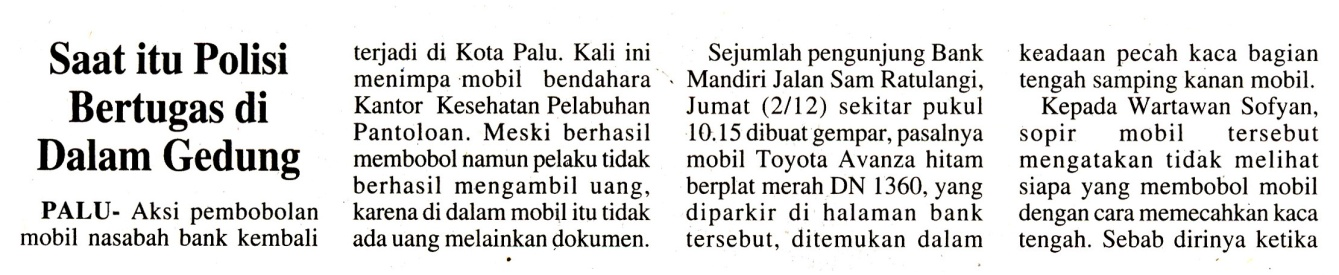 Saat itu Polisi
Bertugas di
Dalam Gedung
PALU- Aksi pembobolan
mobil nasabah bank kembali
terjadi di Kota Palu. Kali ini
menimpa mobil bendahara
Kantor Kesehatan Pelabuhan
Pantoloan. Meski berhasil
membobol namun pelaku tidak
berhasil mengambil uang,
karena di dalam mobil itu tidak
ada uang melainkan dokumen.
Sejumlah pengunjung Bank
Mandiri Jalan Sam Ratulangi,
Jumat (2/12) sekitar pukul
10.15 dibuat gempar, pasalnya
mobil Toyota Avanza hitam
berplat merah DN 1360, yang
diparkir di halaman bank
tersebut, ditemukan dalam
keadaan pecah kaca bagian
tengah samping kanan mobil.
Kepada Wartawan Sofyan,
sopir mobil tersebut
mengatakan tidak melihat
siapa yang membobol mobil
dengan cara memecahkan kaca
tengah. Sebab dirinya ketika